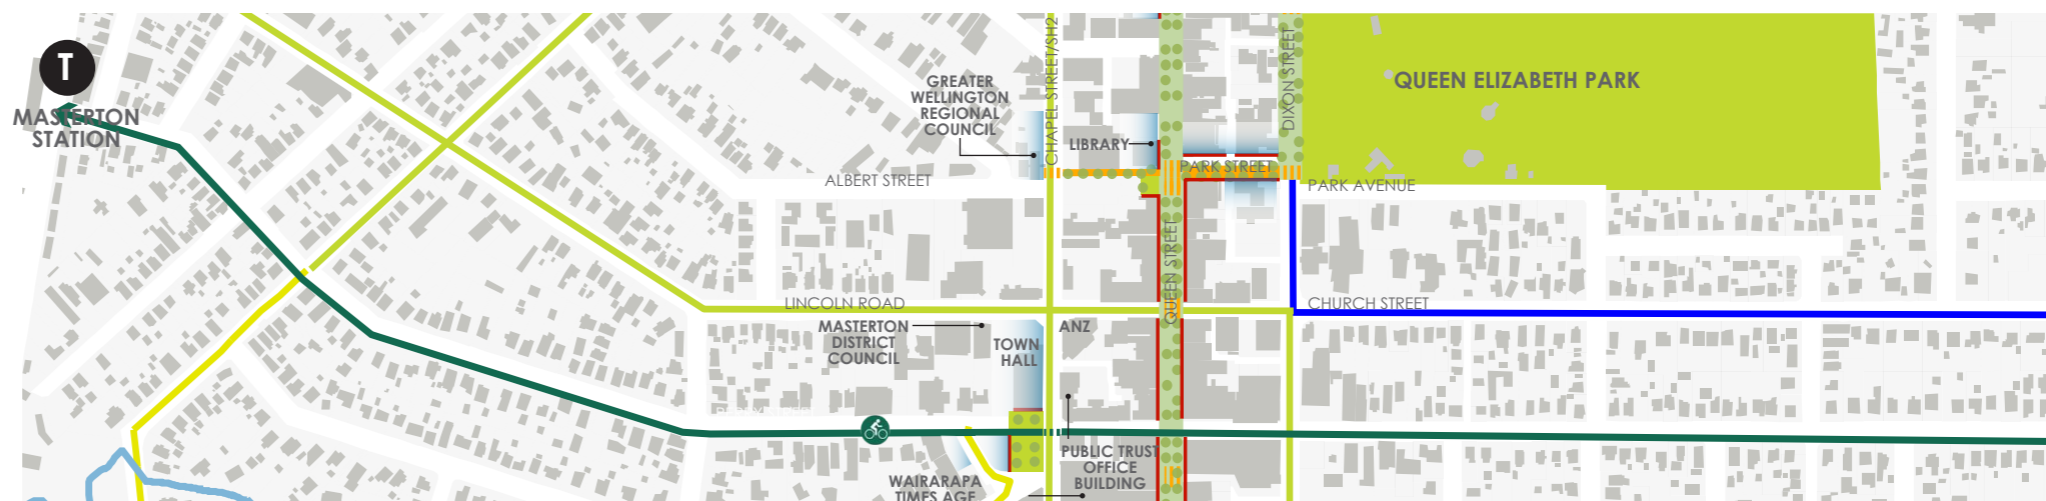 T
MASTERTON
STATION
GREATER
WELLINGTON
REGIONAL
COUNCIL
CHAPEL STREET/SH2
LIBRARY
DIXON STREET
QUEEN ELIZABETH PARK
ALBERT STREET
PARK STREET
PARK AVENUE
QUEEN STREET
LINCOLN ROAD
CHURCH STREET
MASTERTON
DISTRICT
COUNCIL
TOWN
HALL
ANZ
PUBLIC TRUST
OFFICE
BUILDING
WAIRARAPA
TIMES AGE